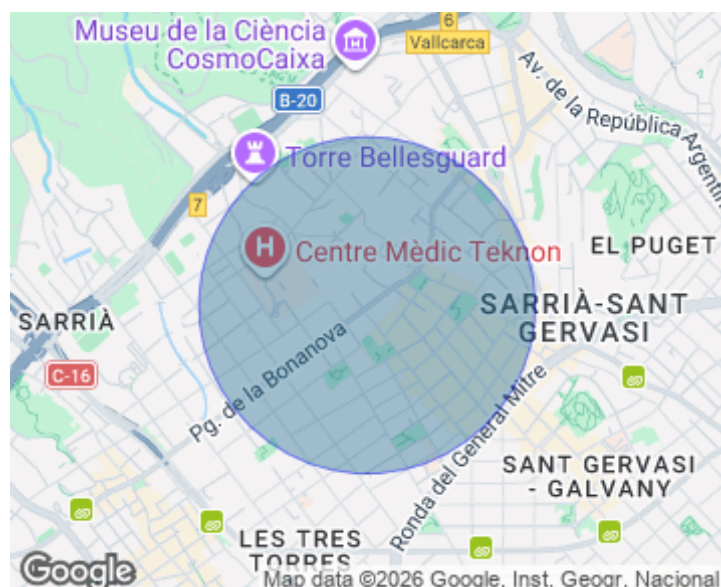 Museu de la Ciència
CosmoCaixa
6
Vallcarca
Av. de la República Argentin
B-20
Torre Bellesguard
7
H
Centre Mèdic Teknon
EL PUGET
SARRIÀ
SARRIÀ-SANT
GERVASI
C-16
Pg. de la Bonanova
Ronda del General Mitre
SANT GERVASI
- GALVANY
LES TRES
TORRES
Google
Map data ©2026 Google, Inst. Geogr. Nacional